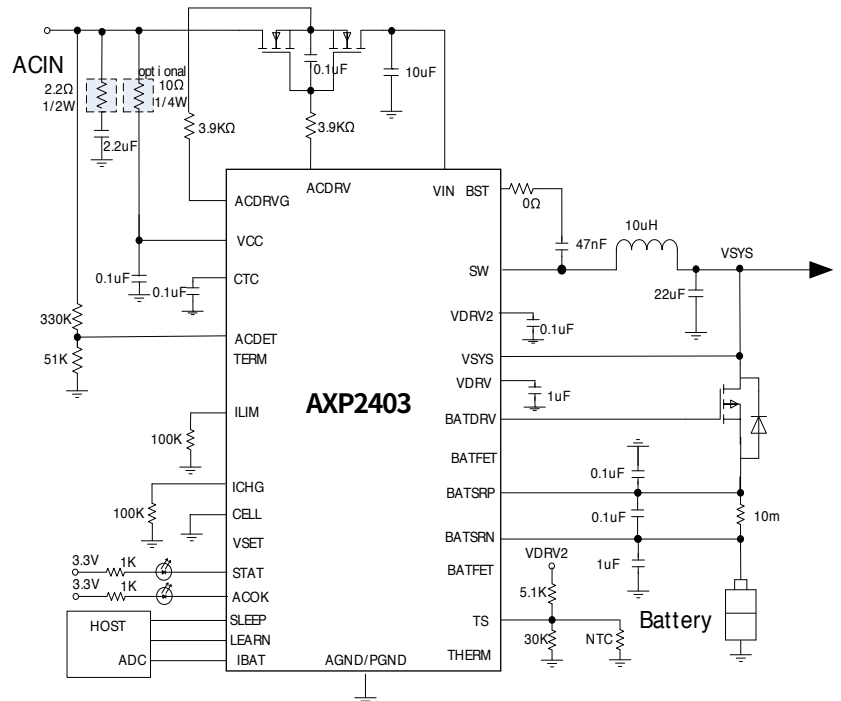 ACIN
2.2Ω
1/2W
optional
10Ω
1/4W
2.2uF
0.1uF
10uF
3.9KΩ
3.9KΩ
ACDRV
VIN
BST
0Ω
ACDRVG
VCC
CTC
0.1uF
0.1uF
47nF
10uH
VSYS
SW
22uF
VDRV2
0.1uF
330K
51K
ACDET
TERM
VSYS
VDRV
1uF
AXP2403
BATDRV
ILIM
100K
BATFET
0.1uF
ICHG
100K
BATSRP
CELL
0.1uF
10m
VSET
BATSRN
1uF
BATFET
VDRV2
3.3V
1K
STAT
3.3V
1K
ACOK
5.1K
HOST
SLEEP
LEARN
TS
30K
NTC
Battery
ADC
IBAT
AGND/PGND
THERM